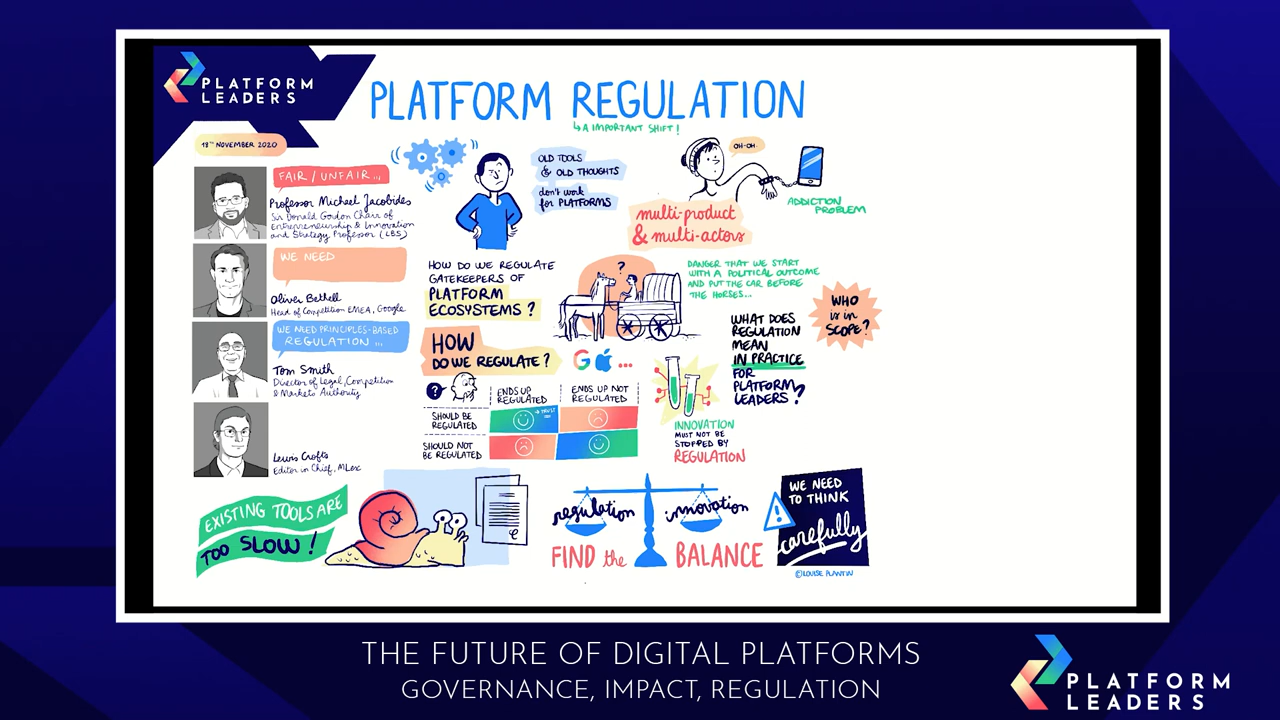 PLATFORM
LEADERS
PLATFORM REGULATION
↳ A IMPORTANT SHIFT!
18TH NOVEMBER 2020
FAIR / UNFAIR...
Professor Michael Jacobides
Sir Donald Gordon Chair of
Entrepreneurship & Innovation
and Strategy Professor (LBS)
WE NEED
Oliver Bethell
Head of Competition EMEA, Google
WE NEED PRINCIPLES-BASED
REGULATION...
Tom Smith
Director of Legal, Competition
& Markets Authority
Lewis Crofts
Editor in Chief, MLex
OLD TOOLS
& OLD THOUGHTS
don't work
for PLATFORMS
OH-OH
ADDICTION
PROBLEM
multi-product
& multi-actors
HOW DO WE REGULATE
GATEKEEPERS OF
PLATFORM
ECOSYSTEMS?
?
DANGER THAT WE START
WITH A POLITICAL OUTCOME
AND PUT THE CAR BEFORE
THE HORSES...
WHO
is in
SCOPE?
HOW
DO WE REGULATE?
G ...
?
ENDS UP
REGULATED
ENDS UP NOT
REGULATED
SHOULD BE
REGULATED
→ TRUST
SHOULD NOT
BE REGULATED
INNOVATION
MUST NOT BE
STOPPED BY
REGULATION
WHAT DOES
REGULATION
MEAN
IN PRACTICE
FOR
PLATFORM
LEADERS?
EXISTING TOOLS ARE
TOO SLOW!
regulation
innovation
FIND the BALANCE
WE NEED
TO THINK
carefully
!
©LOUISE PLANTIN
THE FUTURE OF DIGITAL PLATFORMS
GOVERNANCE, IMPACT, REGULATION
PLATFORM
LEADERS